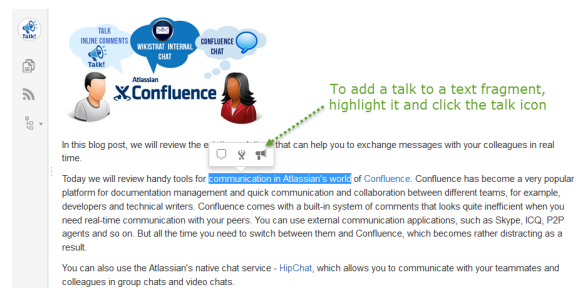 Talk!
TALK
INLINE COMMENTS
Talk!
WIKISTRAT INTERNAL
CHAT
CONFLUENCE
CHAT
Atlassian
Confluence
To add a talk to a text fragment,
highlight it and click the talk icon
In this blog post, we will review the that can help you to exchange messages with your colleagues in real
time.
Today we will review handy tools for communication in Atlassian's world of Confluence. Confluence has become a very popular
platform for documentation management and quick communication and collaboration between different teams, for example,
developers and technical writers. Confluence comes with a built-in system of comments that looks quite inefficient when you
need real-time communication with your peers. You can use external communication applications, such as Skype, ICQ, P2P
agents and so on. But all the time you need to switch between them and Confluence, which becomes rather distracting as a
result.
You can also use the Atlassian's native chat service - HipChat, which allows you to communicate with your teammates and
colleagues in group chats and video chats.